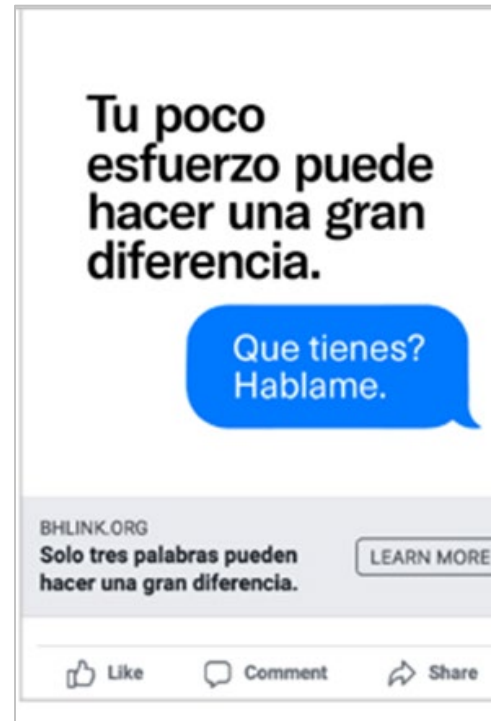 Tu poco
esfuerzo puede
hacer una gran
diferencia.
Que tienes?
Hablame.
BHLINK.ORG
Solo tres palabras pueden
hacer una gran diferencia.
LEARN MORE
Like
Comment
Share